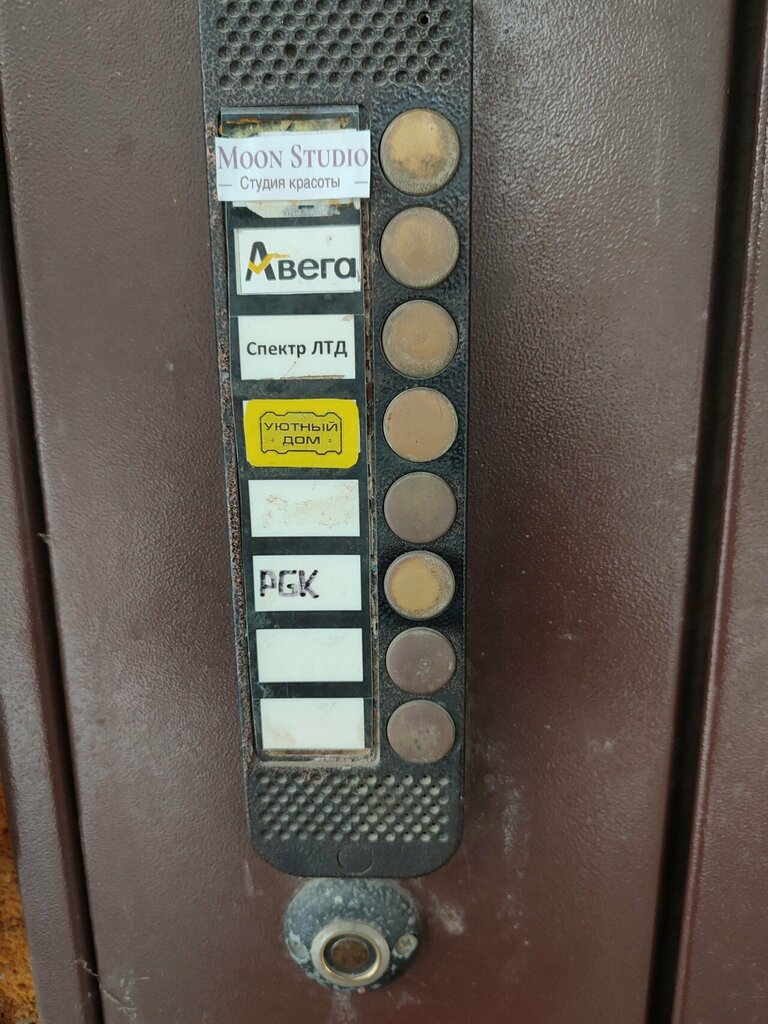 MOON STUDIO
Студия красоты
Авега
Спектр ЛТД
УЮТНЫЙ
ДОМ
PGK